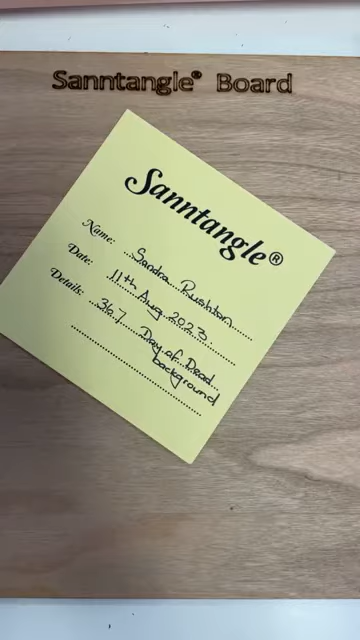 Sanntangle® Board
Sanntangle®
Name: Sandra Rushton
Date: 11th Aug 2023.
Details: 367 Day of Dead
background